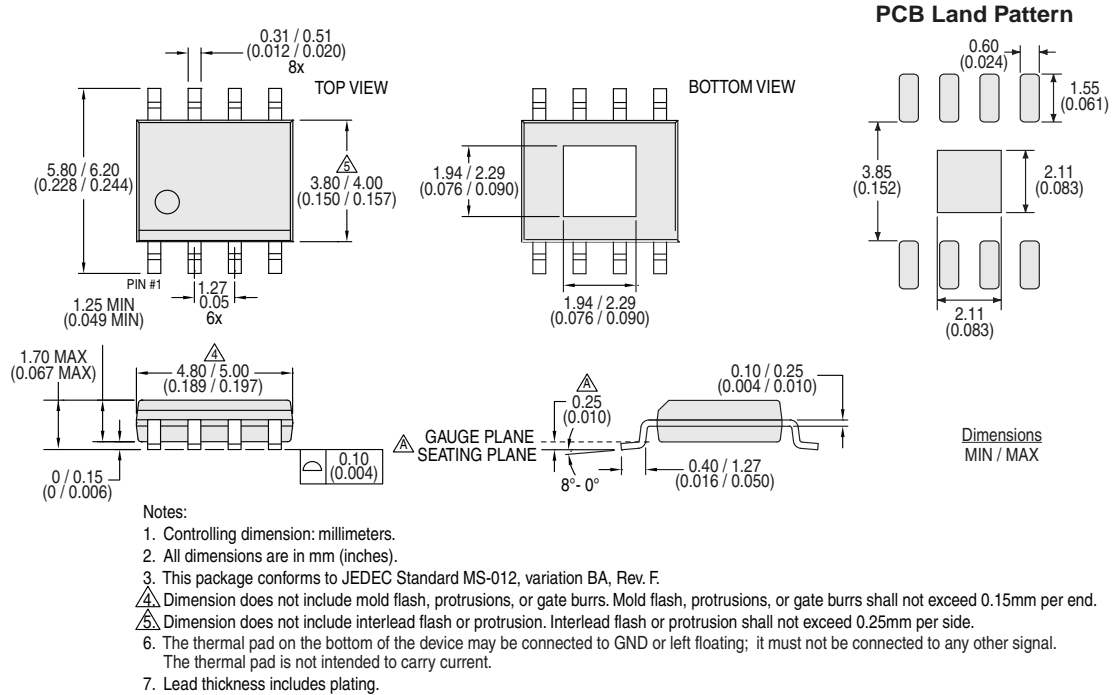 PCB Land Pattern
0.31 / 0.51
(0.012 / 0.020)
8x
TOP VIEW
5.80 / 6.20
(0.228 / 0.244)
5
3.80 / 4.00
(0.150 / 0.157)
PIN #1
1.27
0.05
6x
BOTTOM VIEW
1.94 / 2.29
(0.076 / 0.090)
1.94 / 2.29
(0.076 / 0.090)
0.60
(0.024)
1.55
(0.061)
3.85
(0.152)
2.11
(0.083)
2.11
(0.083)
1.25 MIN
(0.049 MIN)
1.70 MAX
(0.067 MAX)
4
4.80 / 5.00
(0.189 / 0.197)
0 / 0.15
(0 / 0.006)
0.10
(0.004)
A
0.25
(0.010)
A
GAUGE PLANE
SEATING PLANE
8°- 0°
0.40 / 1.27
(0.016 / 0.050)
0.10 / 0.25
(0.004 / 0.010)
Dimensions
MIN / MAX
Notes:
1. Controlling dimension: millimeters.
2. All dimensions are in mm (inches).
3. This package conforms to JEDEC Standard MS-012, variation BA, Rev. F.
4. Dimension does not include mold flash, protrusions, or gate burrs. Mold flash, protrusions, or gate burrs shall not exceed 0.15mm per end.
5. Dimension does not include interlead flash or protrusion. Interlead flash or protrusion shall not exceed 0.25mm per side.
6. The thermal pad on the bottom of the device may be connected to GND or left floating; it must not be connected to any other signal.
The thermal pad is not intended to carry current.
7. Lead thickness includes plating.